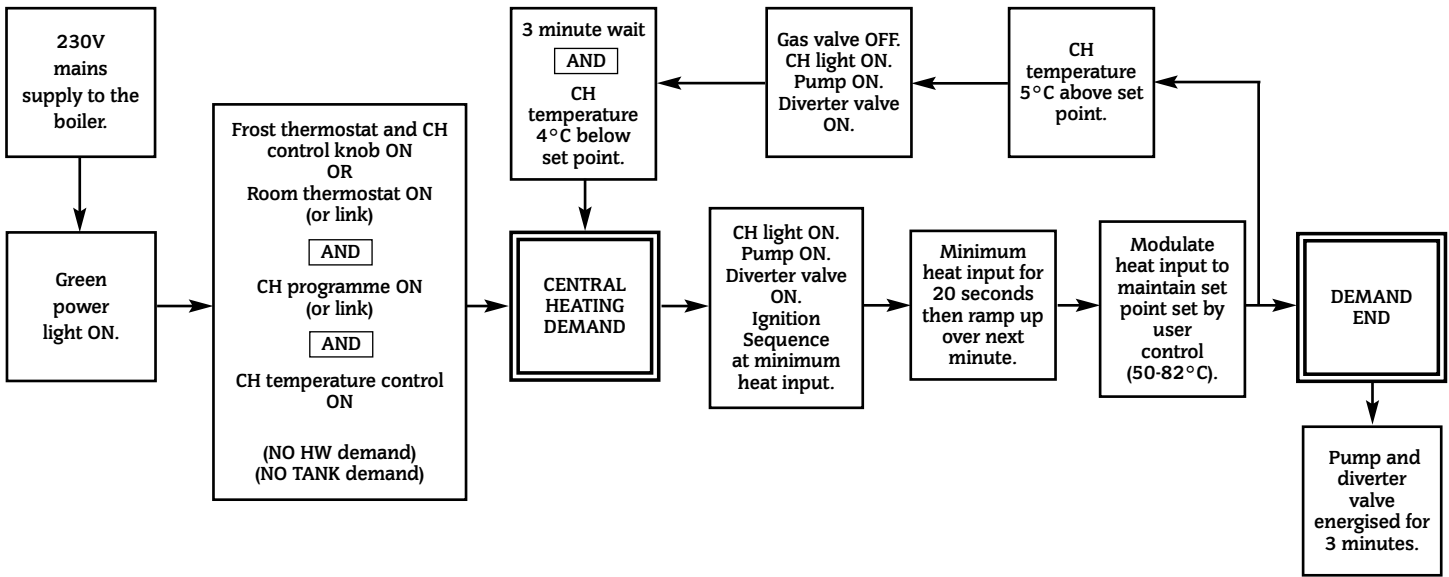 230V
mains
supply to the
boiler.
Green
power
light ON.
Frost thermostat and CH
control knob ON
OR
Room thermostat ON
(or link)
AND
CH programme ON
(or link)
AND
CH temperature control
ON
(NO HW demand)
(NO TANK demand)
3 minute wait
AND
CH
temperature
4°C below
set point.
CENTRAL
HEATING
DEMAND
Gas valve OFF.
CH light ON.
Pump ON.
Diverter valve
ON.
CH
temperature
5°C above set
point.
CH light ON.
Pump ON.
Diverter valve
ON.
Ignition
Sequence
at minimum
heat input.
Minimum
heat input for
20 seconds
then ramp up
over next
minute.
Modulate
heat input to
maintain set
point set by
user
control
(50-82°C).
DEMAND
END
Pump and
diverter
valve
energised for
3 minutes.